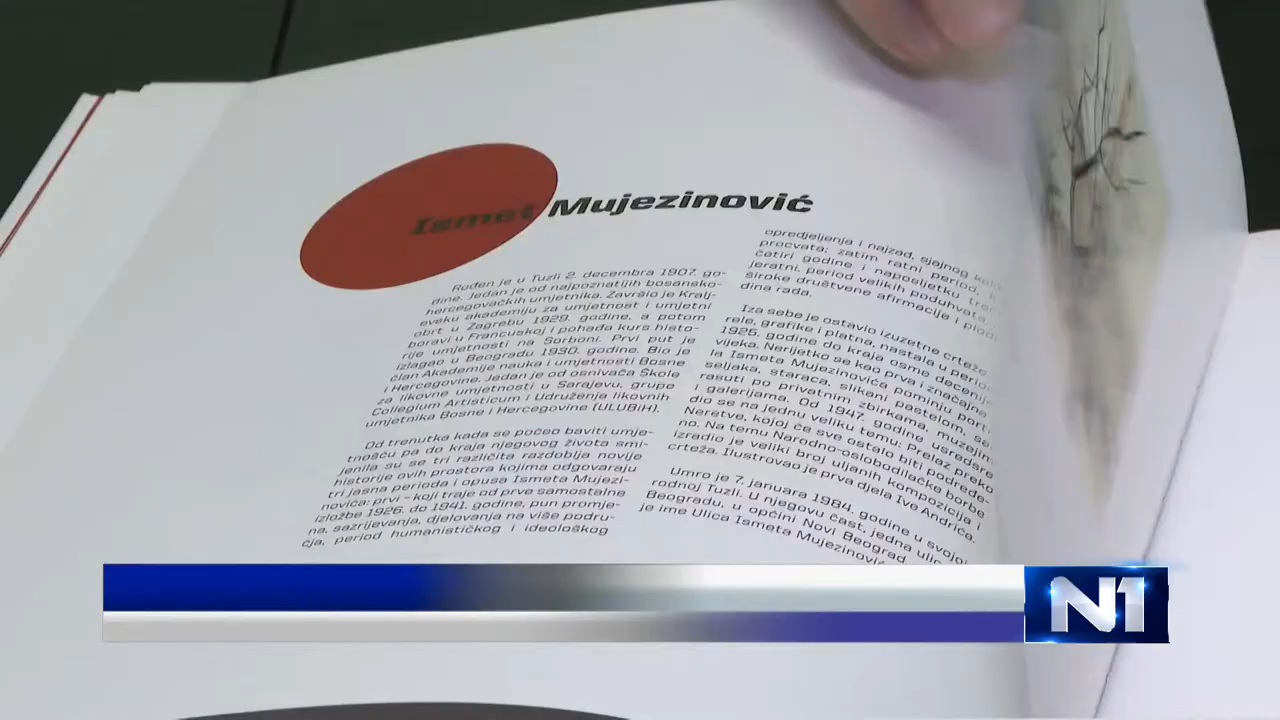 Ismet Mujezinović
Rođen je u Tuzli 2. decembra 1907. go-
dine. Jedan je od najpoznatijih bosansko-
hercegovačkih umjetnika. Završio je Kralj-
evsku akademiju za umjetnost i umjetni
obrt u Zagrebu 1929. godine, a potom
boravi u Francuskoj i pohađa kurs histo-
rije umjetnosti na Sorboni. Prvi put je
izlagao u Beogradu 1930. godine. Bio je
član Akademije nauka i umjetnosti Bosne
i Hercegovine. Jedan je od osnivača Škole
za likovne umjetnosti u Sarajevu, grupe
Collegium Artisticum i Udruženja likovnih
umjetnika Bosne i Hercegovine (ULUBiH).
Od trenutka kada se počeo baviti umje-
tnošću pa do kraja njegovog života smi-
jenila su se tri različita razdoblja novije
historije ovih prostora kojima odgovaraju
tri jasna perioda i opusa Ismeta Mujezi-
novića: prvi – koji traje od prve samostalne
izložbe 1926. do 1941. godine, pun promje-
na, sazrijevanja, djelovanja na više podru-
čja, period humanističkog i ideološkog
opredjeljenja i najzad, sjajnog
procvata; zatim ratni period,
četiri godine i naposljetku
jeratni, period velikih poduhvata,
široke društvene afirmacije i
dina rada.
Iza sebe je ostavio izuzetne crteže,
rele, grafike i platna, nastala u
1925. godine do kraja osme
vijeka. Nerijetko se kao prva i značajna
la Ismeta Mujezinovića pominju
seljaka, staraca, slikani pastelom,
rasuti po privatnim zbirkama,
i galerijama. Od 1947. godine
dio se na jednu veliku temu: Prelaz preko
Neretve, kojoj će sve ostalo biti podređe-
no. Na temu Narodno-oslobodilačke borbe
izradio je veliki broj uljanih kompozicija i
crteža. Ilustrovao je prva djela Ive Andrića.
Umro je 7. januara 1984. godine u svojoj
rodnoj Tuzli. U njegovu čast, jedna
Beogradu, u općini Novi Beograd
je ime Ulica Ismeta
N1